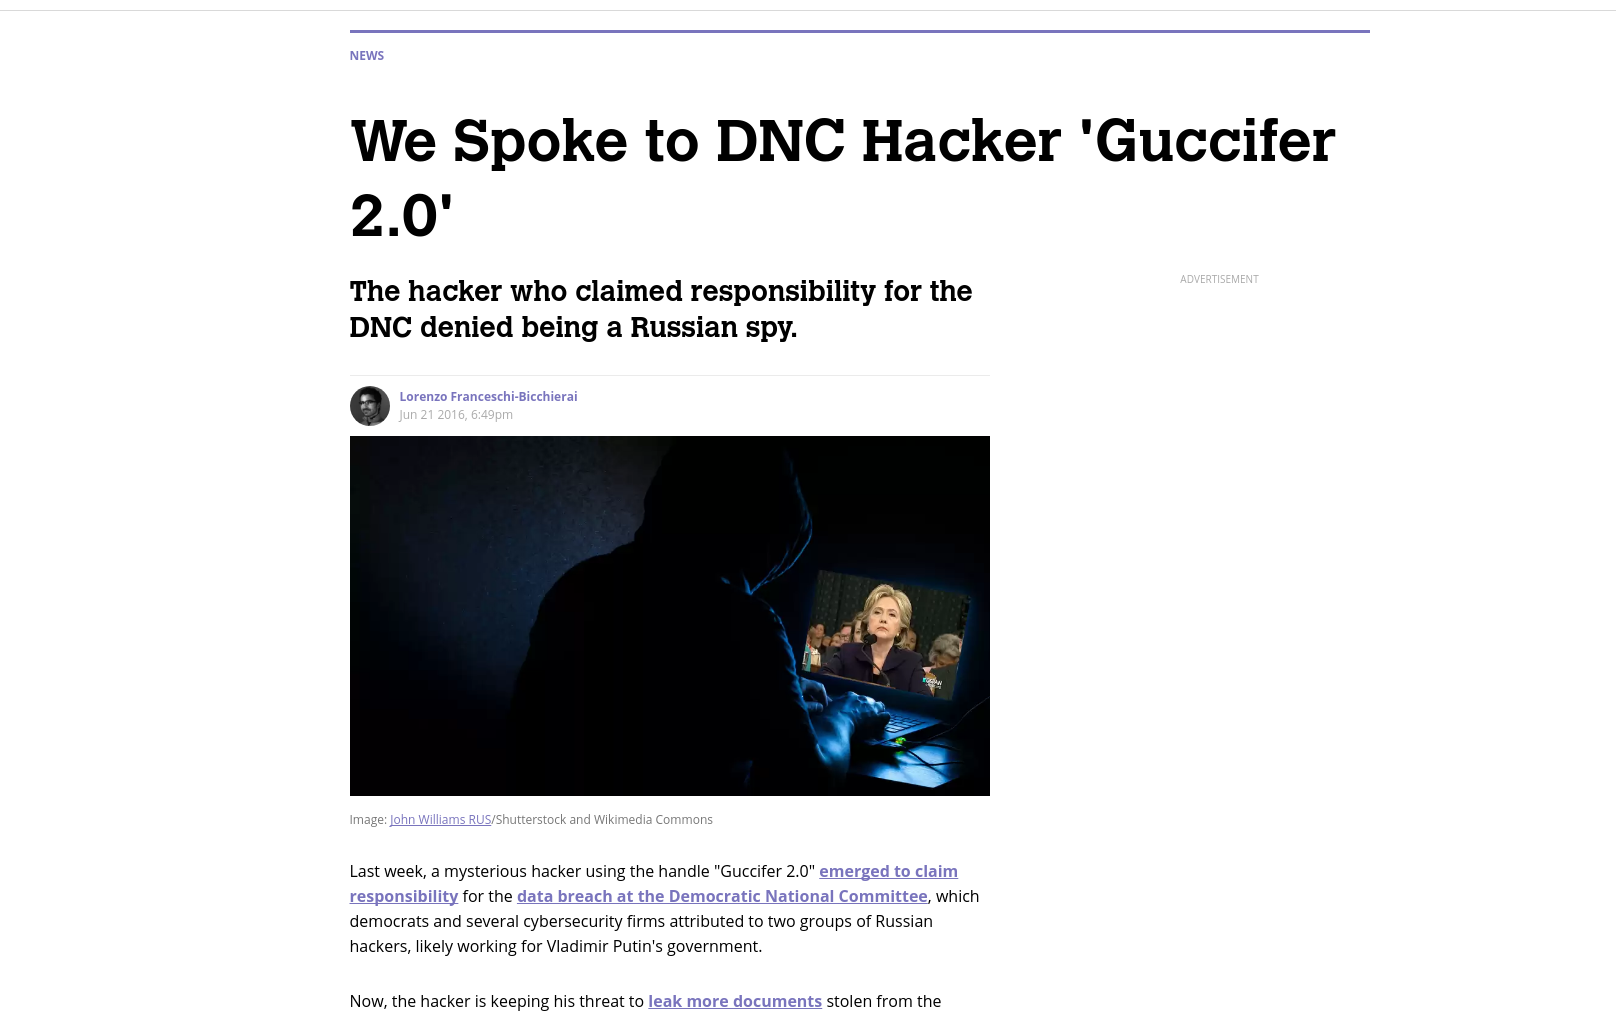 NEWS
We Spoke to DNC Hacker 'Guccifer
2.0'
The hacker who claimed responsibility for the
DNC denied being a Russian spy.
ADVERTISEMENT
Lorenzo Franceschi-Bicchierai
Jun 21 2016, 6:49pm
Image: John Williams RUS/Shutterstock and Wikimedia Commons
Last week, a mysterious hacker using the handle "Guccifer 2.0" emerged to claim
responsibility for the data breach at the Democratic National Committee, which
democrats and several cybersecurity firms attributed to two groups of Russian
hackers, likely working for Vladimir Putin's government.
Now, the hacker is keeping his threat to leak more documents stolen from the